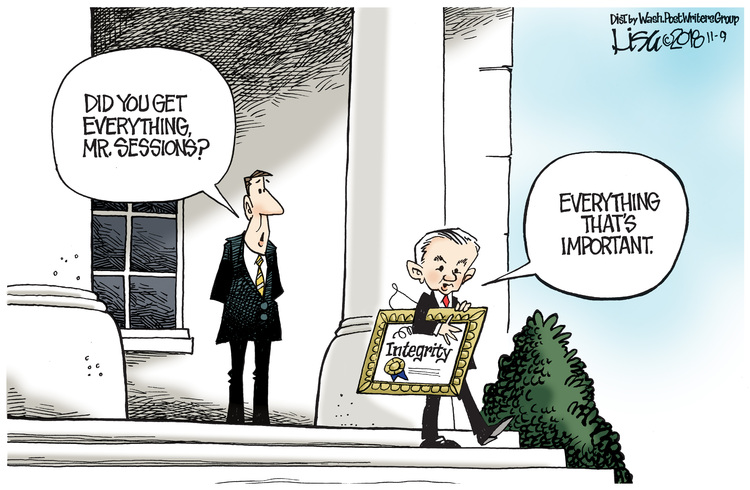 Dist by Wash.Post Writers Group
Lisa ©2018 11-9
DID YOU GET
EVERYTHING,
MR. SESSIONS?
EVERYTHING
THAT'S
IMPORTANT.
Integrity